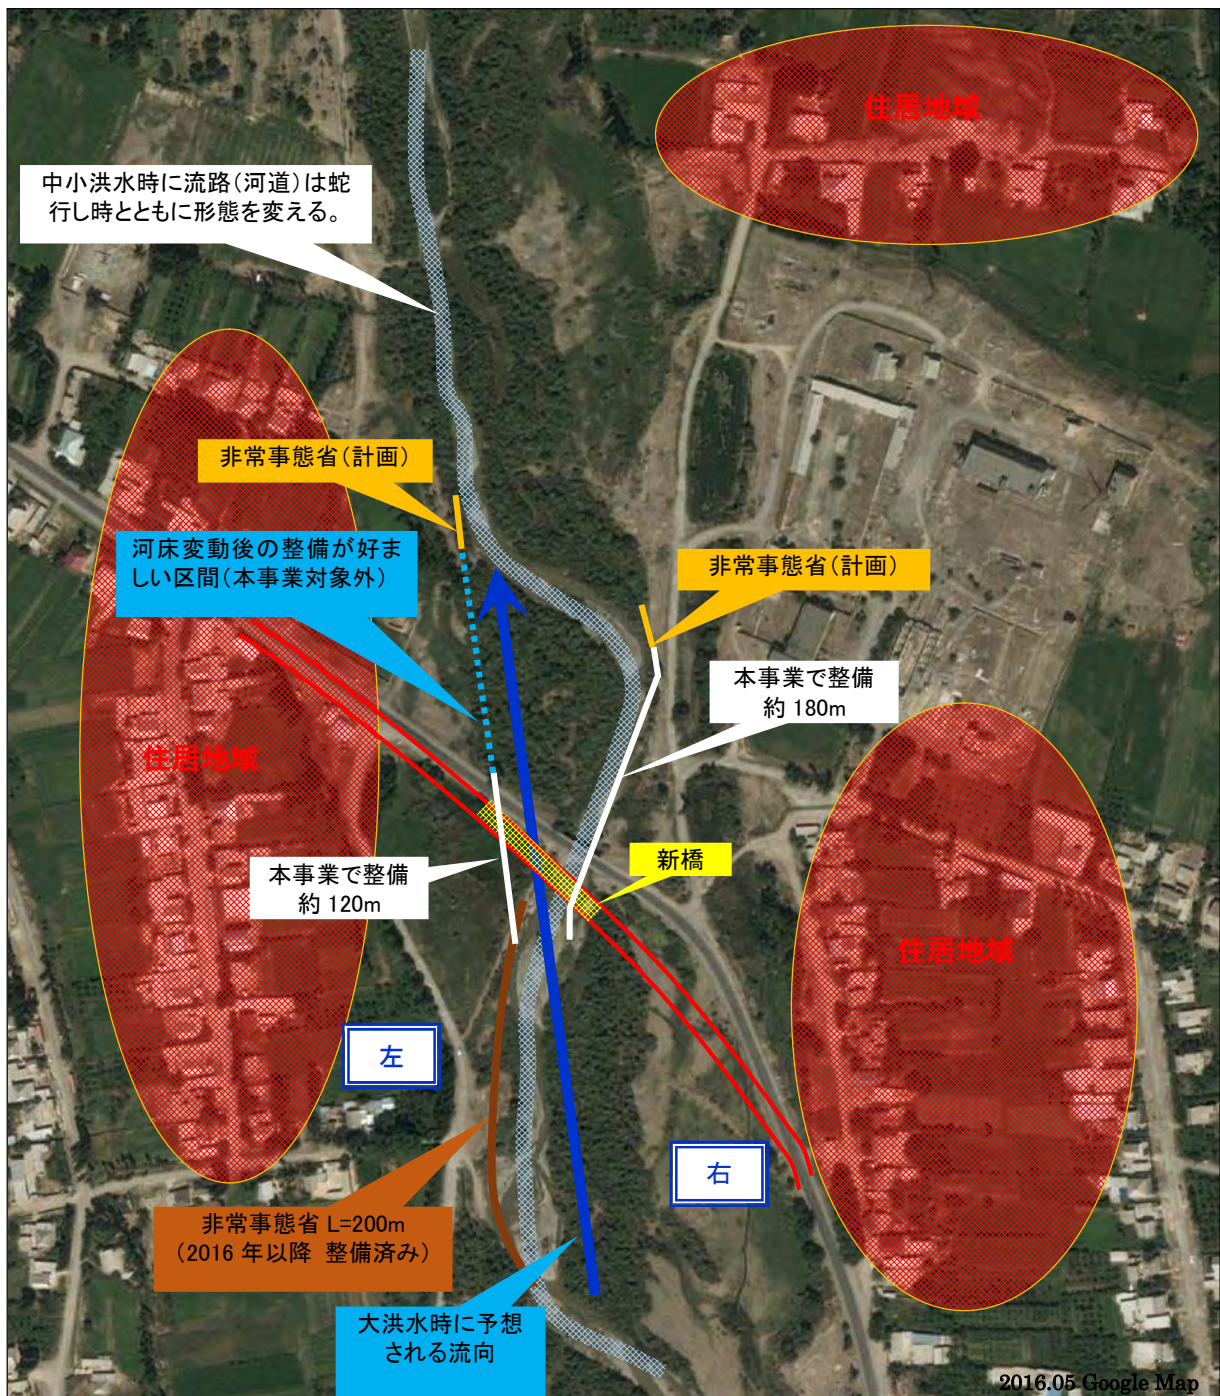 住居地域
中小洪水時に流路(河道)は蛇
行し時とともに形態を変える。
非常事態省(計画)
河床変動後の整備が好ま
しい区間(本事業対象外)
非常事態省(計画)
本事業で整備
約 180m
住居地域
新橋
本事業で整備
約 120m
住居地域
左
右
非常事態省 L=200m
(2016 年以降 整備済み)
大洪水時に予想
される流向
2016.05 Google Map